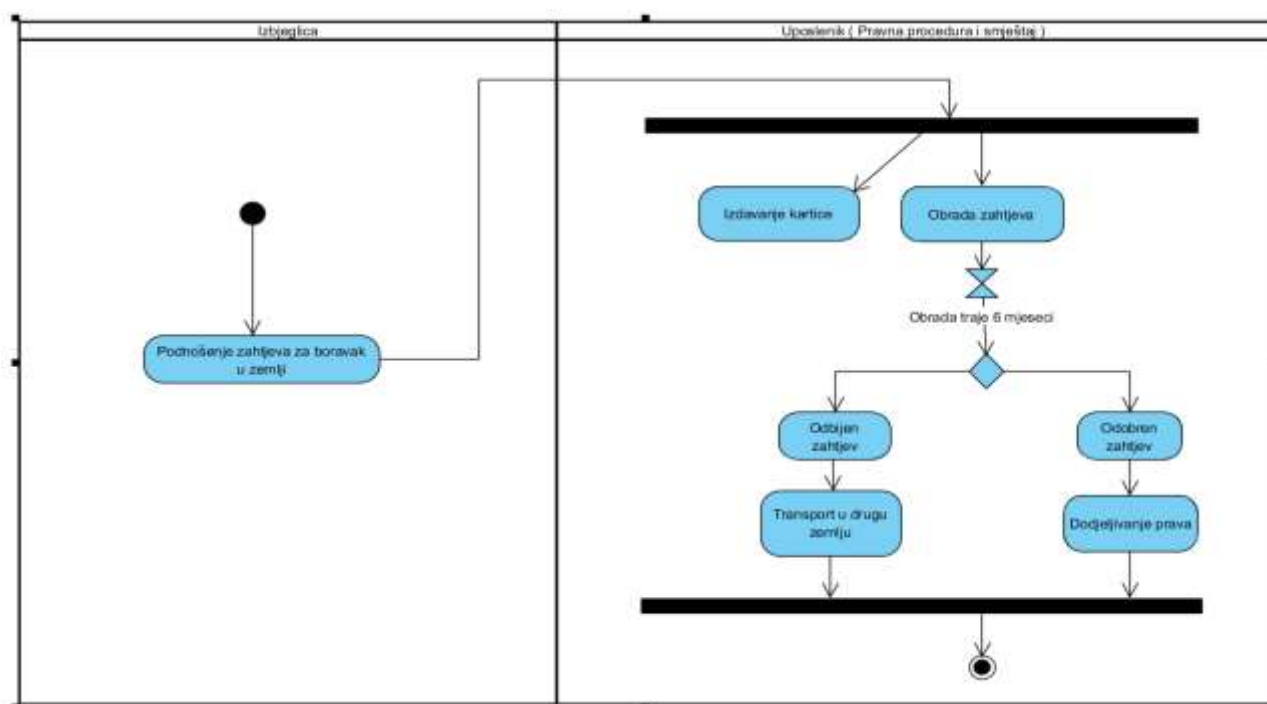 Izbjeglica
Uposlenik ( Pravna procedura i smještaj )
Izdavanje kartica
Obrada zahtjeva
Obrada traje 6 mjeseci
Podnošenje zahtjeva za boravak
u zemlji
Odbijen
zahtjev
Odobren
zahtjev
Transport u drugu
zemlju
Dodjeljivanje prava